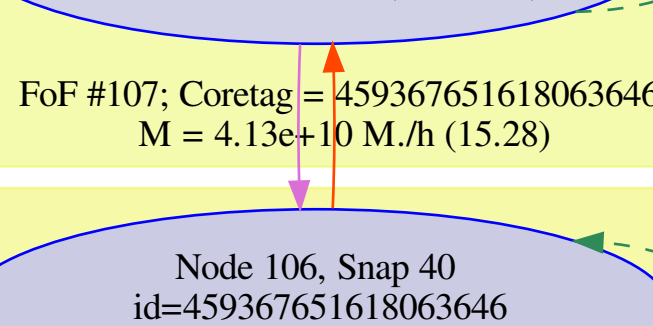 FoF #107; Coretag = 459367651618063646
M = 4.13e+10 M./h (15.28)
Node 106, Snap 40
id=459367651618063646